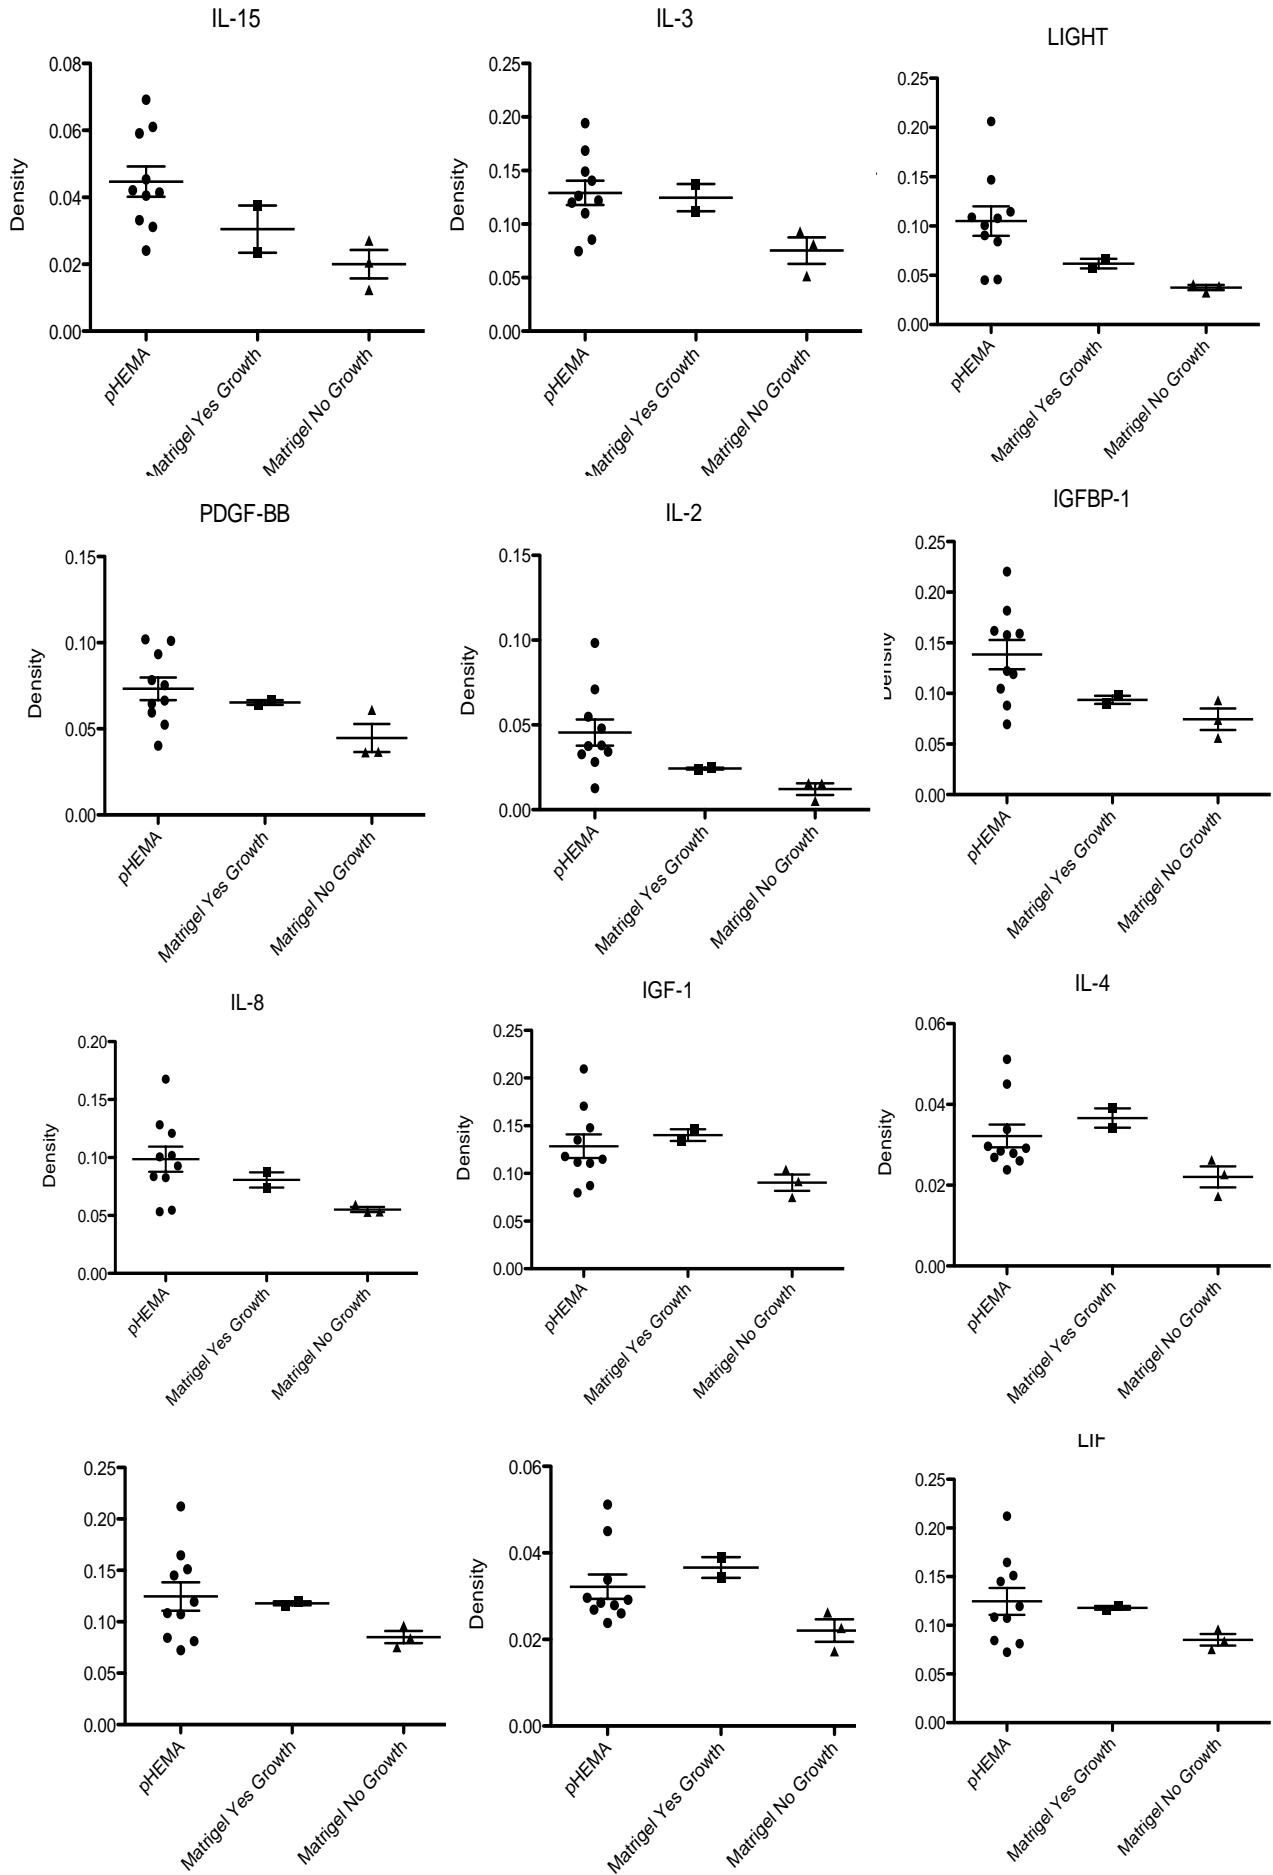 IL-15
0.08
0.06
0.04
0.02
0.00
Density
pHEMA
Matrigel Yes Growth
Matrigel No Growth
IL-3
0.25
0.20
0.15
0.10
0.05
0.00
Density
pHEMA
Matrigel Yes Growth
Matrigel No Growth
LIGHT
0.25
0.20
0.15
0.10
0.05
0.00
pHEMA
Matrigel Yes Growth
Matrigel No Growth
PDGF-BB
0.15
0.10
0.05
0.00
Density
pHEMA
Matrigel Yes Growth
Matrigel No Growth
IL-2
0.15
0.10
0.05
0.00
Density
pHEMA
Matrigel Yes Growth
Matrigel No Growth
IGFBP-1
0.25
0.20
0.15
0.10
0.05
0.00
Density
pHEMA
Matrigel Yes Growth
Matrigel No Growth
IL-8
0.20
0.15
0.10
0.05
0.00
Density
pHEMA
Matrigel Yes Growth
Matrigel No Growth
IGF-1
0.25
0.20
0.15
0.10
0.05
0.00
Density
pHEMA
Matrigel Yes Growth
Matrigel No Growth
IL-4
0.06
0.04
0.02
0.00
Density
pHEMA
Matrigel Yes Growth
Matrigel No Growth
0.25
0.20
0.15
0.10
0.05
0.00
pHEMA
Matrigel Yes Growth
Matrigel No Growth
0.06
0.04
0.02
0.00
Density
pHEMA
Matrigel Yes Growth
Matrigel No Growth
LIF
0.25
0.20
0.15
0.10
0.05
0.00
pHEMA
Matrigel Yes Growth
Matrigel No Growth